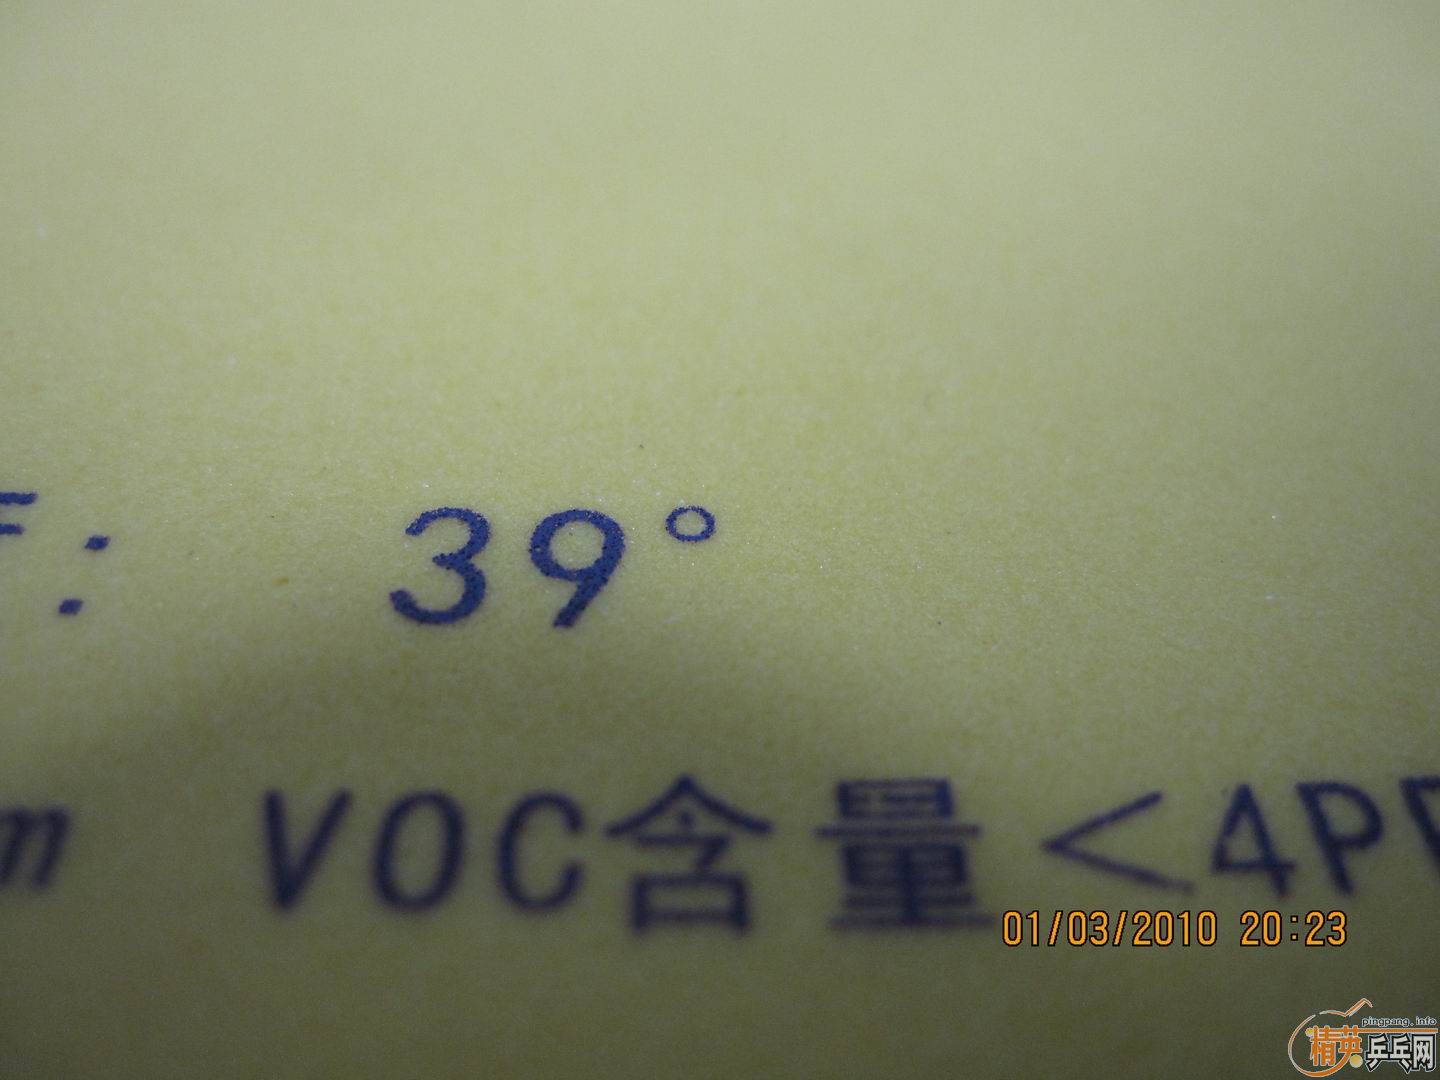 : 39°
m VOC含量<4P
01/03/2010 20:23
pingpang.info
精英乒乓网